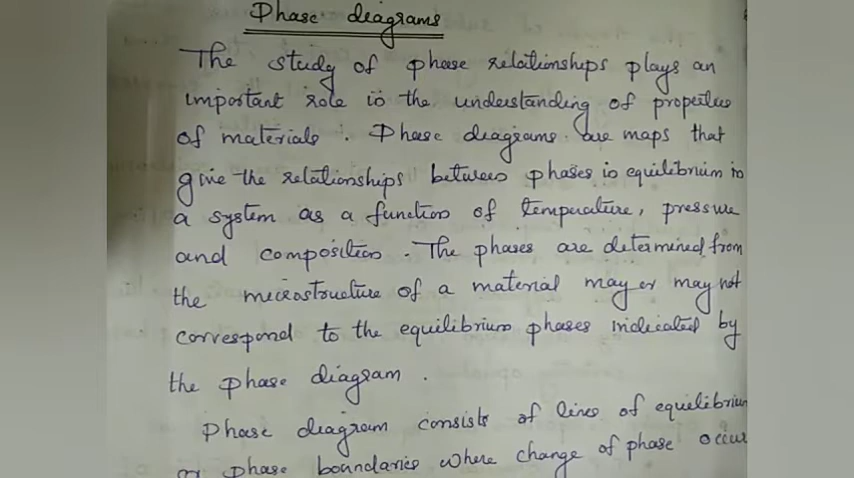 Phase diagrams
The study of phase relationships plays an
important role in the understanding of properties
of materials. Phase diagrams are maps that
give the relationships between phases in equilibrium in
a system as a function of temperature, pressure
and composition. The phases are determined from
the microstructure of a material may or may not
correspond to the equilibrium phases indicated by
the phase diagram.
Phase diagram consists of lines of equilibrium
or phase boundaries where change of phase occur